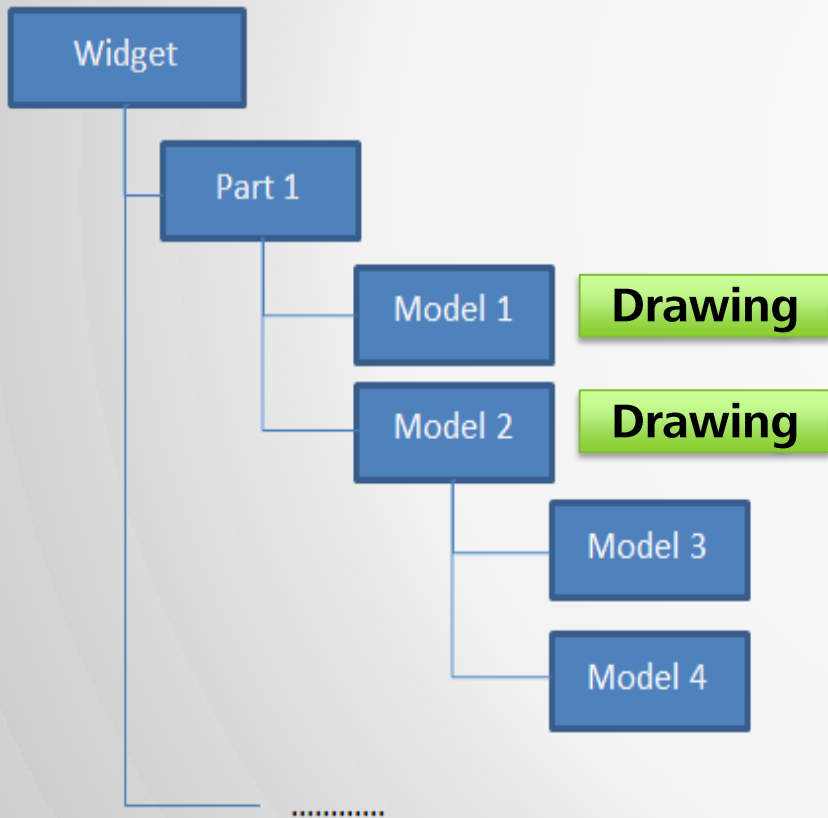 Widget
Part 1
Model 1
Drawing
Model 2
Drawing
Model 3
Model 4
............